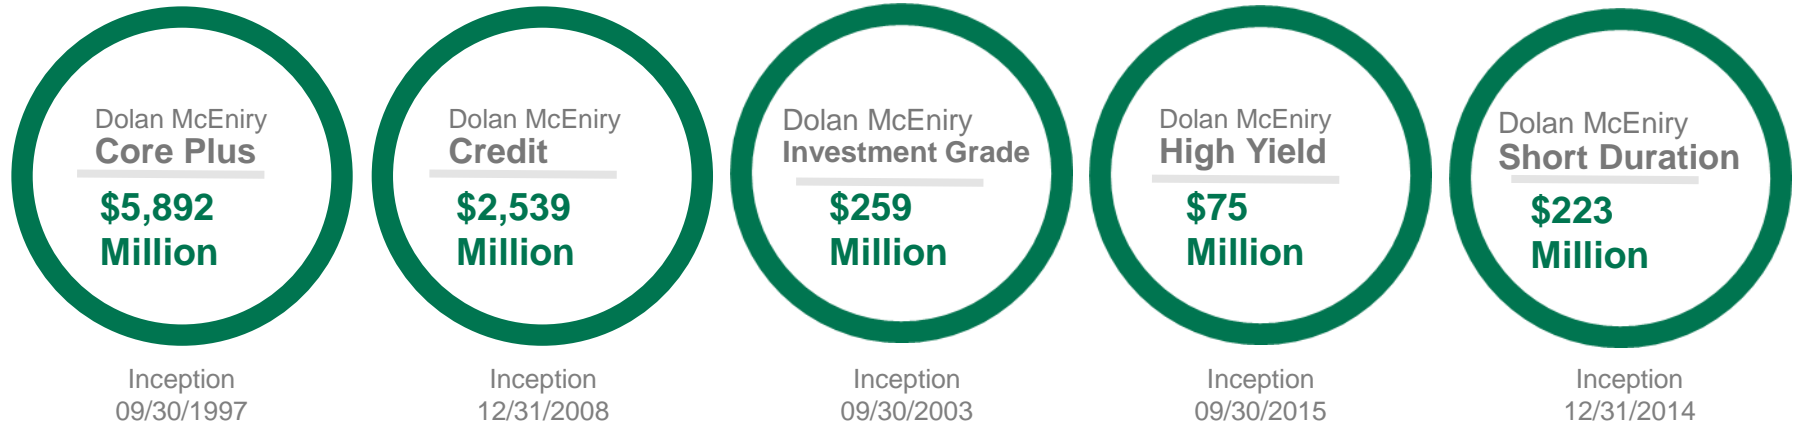 Dolan McEniry
Core Plus
$5,892
Million
Inception
09/30/1997
Dolan McEniry
Credit
$2,539
Million
Inception
12/31/2008
Dolan McEniry
Investment Grade
$259
Million
Inception
09/30/2003
Dolan McEniry
High Yield
$75
Million
Inception
09/30/2015
Dolan McEniry
Short Duration
$223
Million
Inception
12/31/2014